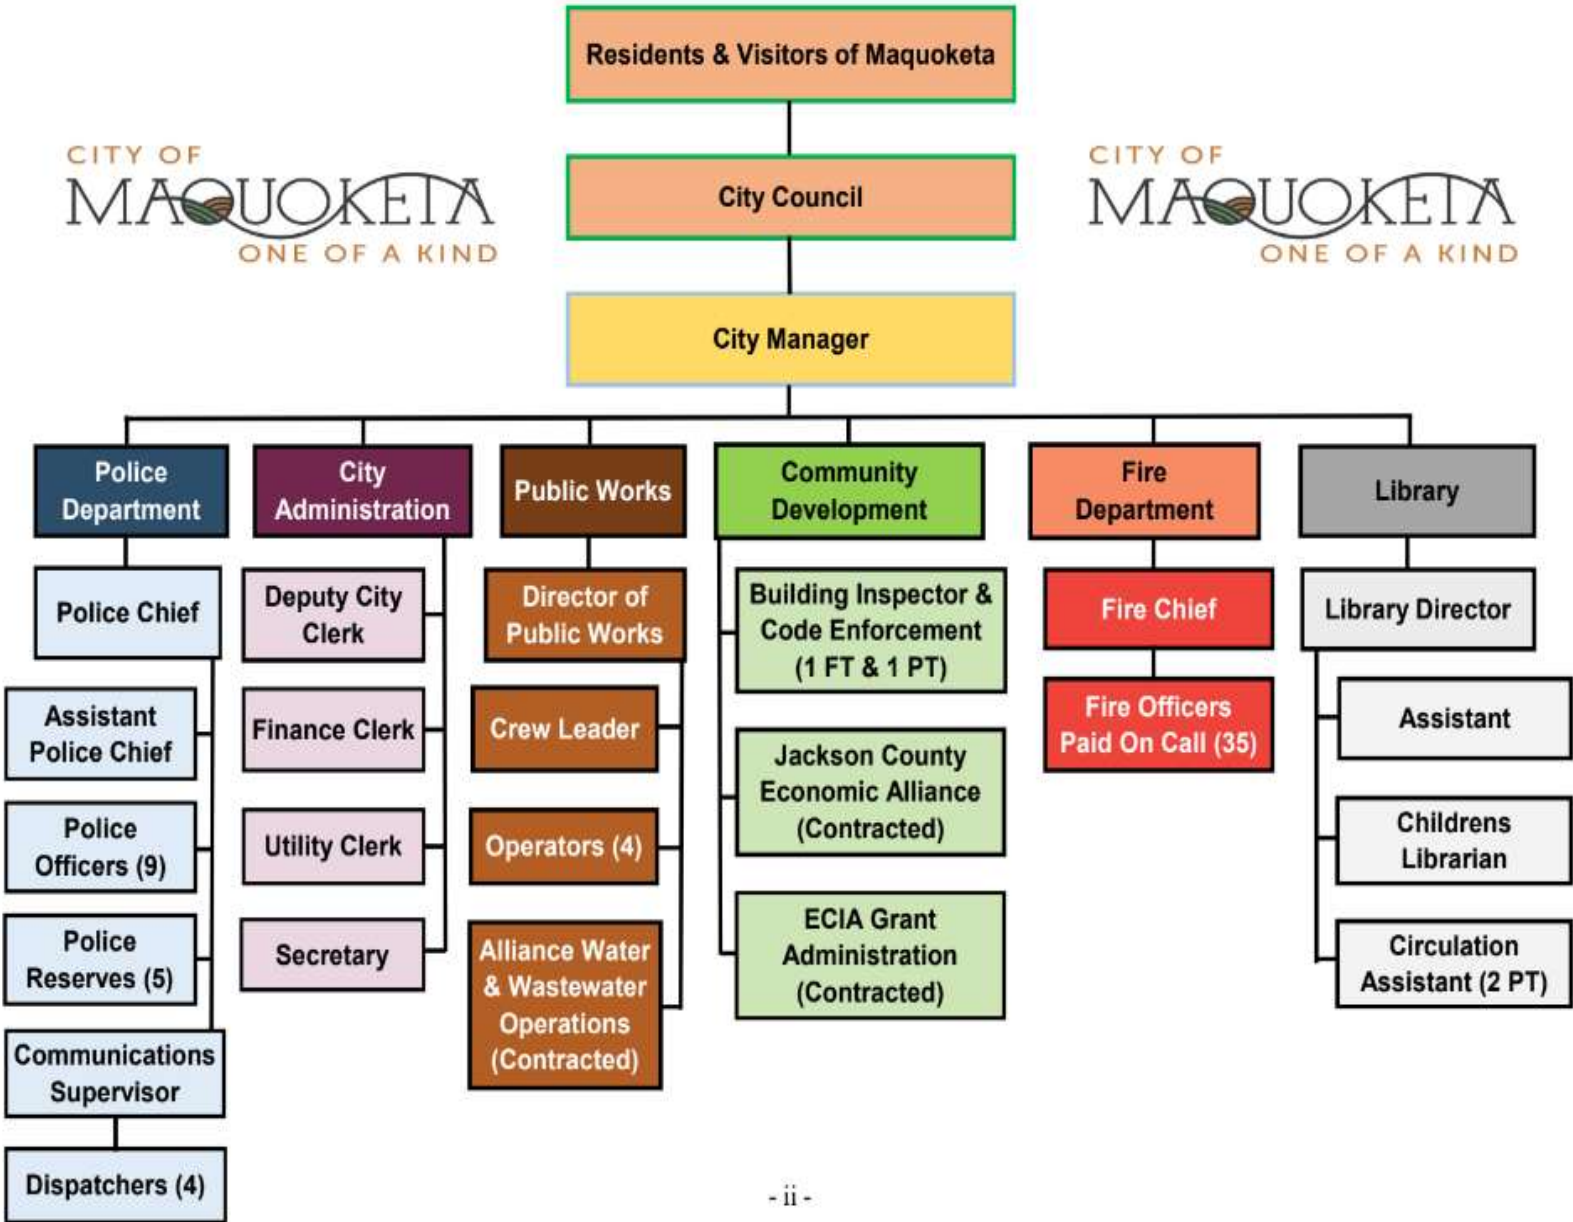 Residents & Visitors of Maquoketa
CITY OF
MAQUOKETA
ONE OF A KIND
CITY OF
MAQUOKETA
ONE OF A KIND
City Council
City Manager
Police
Department
City
Administration
Public Works
Community
Development
Fire
Department
Library
Police Chief
Assistant
Police Chief
Police
Officers (9)
Police
Reserves (5)
Communications
Supervisor
Dispatchers (4)
Deputy City
Clerk
Finance Clerk
Utility Clerk
Secretary
Director of
Public Works
Crew Leader
Operators (4)
Alliance Water
& Wastewater
Operations
(Contracted)
Building Inspector &
Code Enforcement
(1 FT & 1 PT)
Jackson County
Economic Alliance
(Contracted)
ECIA Grant
Administration
(Contracted)
Fire Chief
Fire Officers
Paid On Call (35)
Library Director
Assistant
Childrens
Librarian
Circulation
Assistant (2 PT)
- ii -